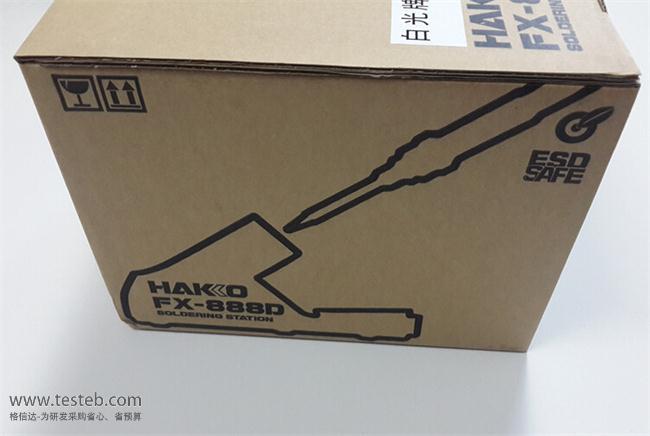 白光牌
HAKKO
FX-8
SOLDERING
ESD
SAFE
HAKKO
FX-888D
SOLDERING STATION
www.testeb.com
格信达-为研发采购省心、省预算